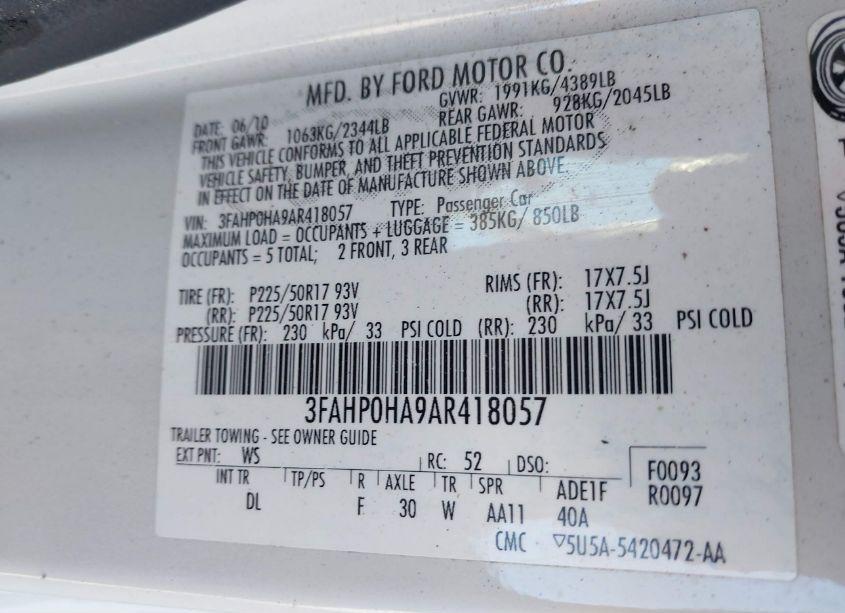 MFD. BY FORD MOTOR CO.
DATE: 06/10 GVWR: 1991KG/4389LB
FRONT GAWR: 1063KG/2344LB REAR GAWR: 928KG/2045LB
THIS VEHICLE CONFORMS TO ALL APPLICABLE FEDERAL MOTOR
VEHICLE SAFETY, BUMPER, AND THEFT PREVENTION STANDARDS
IN EFFECT ON THE DATE OF MANUFACTURE SHOWN ABOVE.
VIN: 3FAHP0HA9AR418057 TYPE: Passenger Car
MAXIMUM LOAD = OCCUPANTS + LUGGAGE = 385KG/ 850LB
OCCUPANTS = 5 TOTAL; 2 FRONT, 3 REAR
TIRE (FR): P225/50R17 93V RIMS (FR): 17X7.5J
(RR): P225/50R17 93V (RR): 17X7.5J
PRESSURE (FR): 230 kPa/ 33 PSI COLD (RR): 230 kPa/ 33 PSI COLD
3FAHP0HA9AR418057
TRAILER TOWING - SEE OWNER GUIDE
EXT PNT: WS RC: 52 DSO: F0093
INT TR TP/PS R AXLE TR SPR ADE1F R0097
DL F 30 W AA11 40A
CMC ▽5U5A-5420472-AA